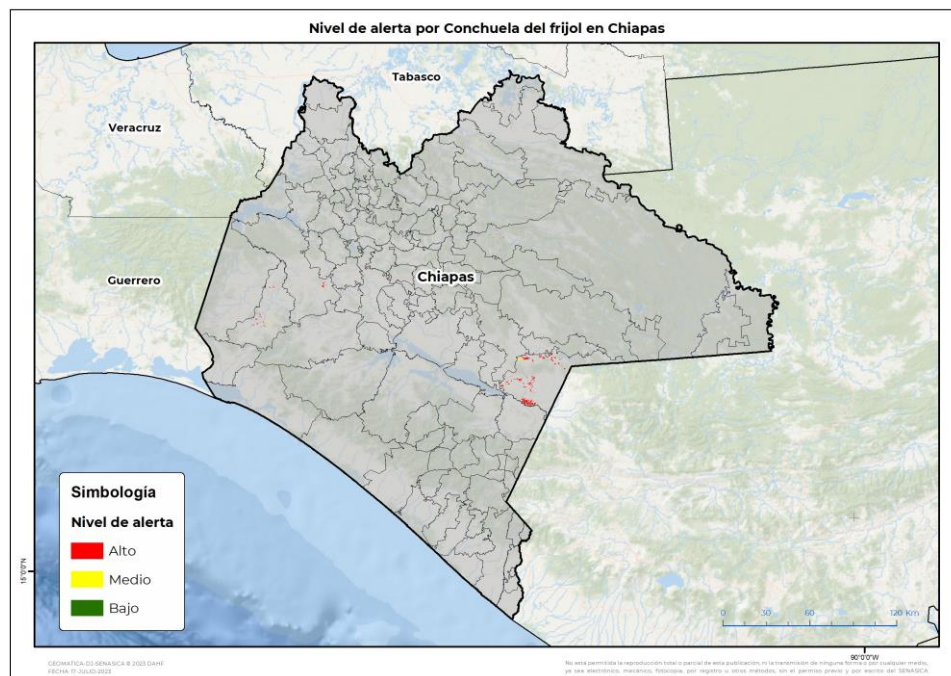 Nivel de alerta por Conchuela del frijol en Chiapas
Tabasco
Veracruz
Chiapas
Guerrero
Simbología
Nivel de alerta
Alto
Medio
Bajo
15°0'0"N
0 30 60 120 Km
90°0'0"W
GEOMATICA-DJ-SENASICA © 2023 DAHF
FECHA: 17-JULIO-2023
No está permitida la reproducción total o parcial de esta publicación, ni la transmisión de ninguna forma o por cualquier medio,
ya sea electrónico, mecánico, fotocopia, por registro u otros métodos, sin el permiso previo y por escrito del SENASICA